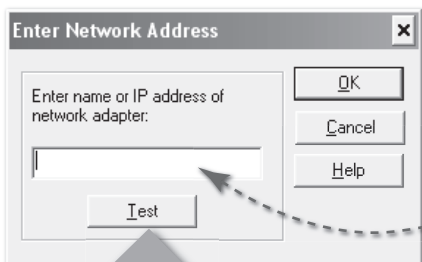 Enter Network Address
Enter name or IP address of
network adapter:
OK
Cancel
Help
Test